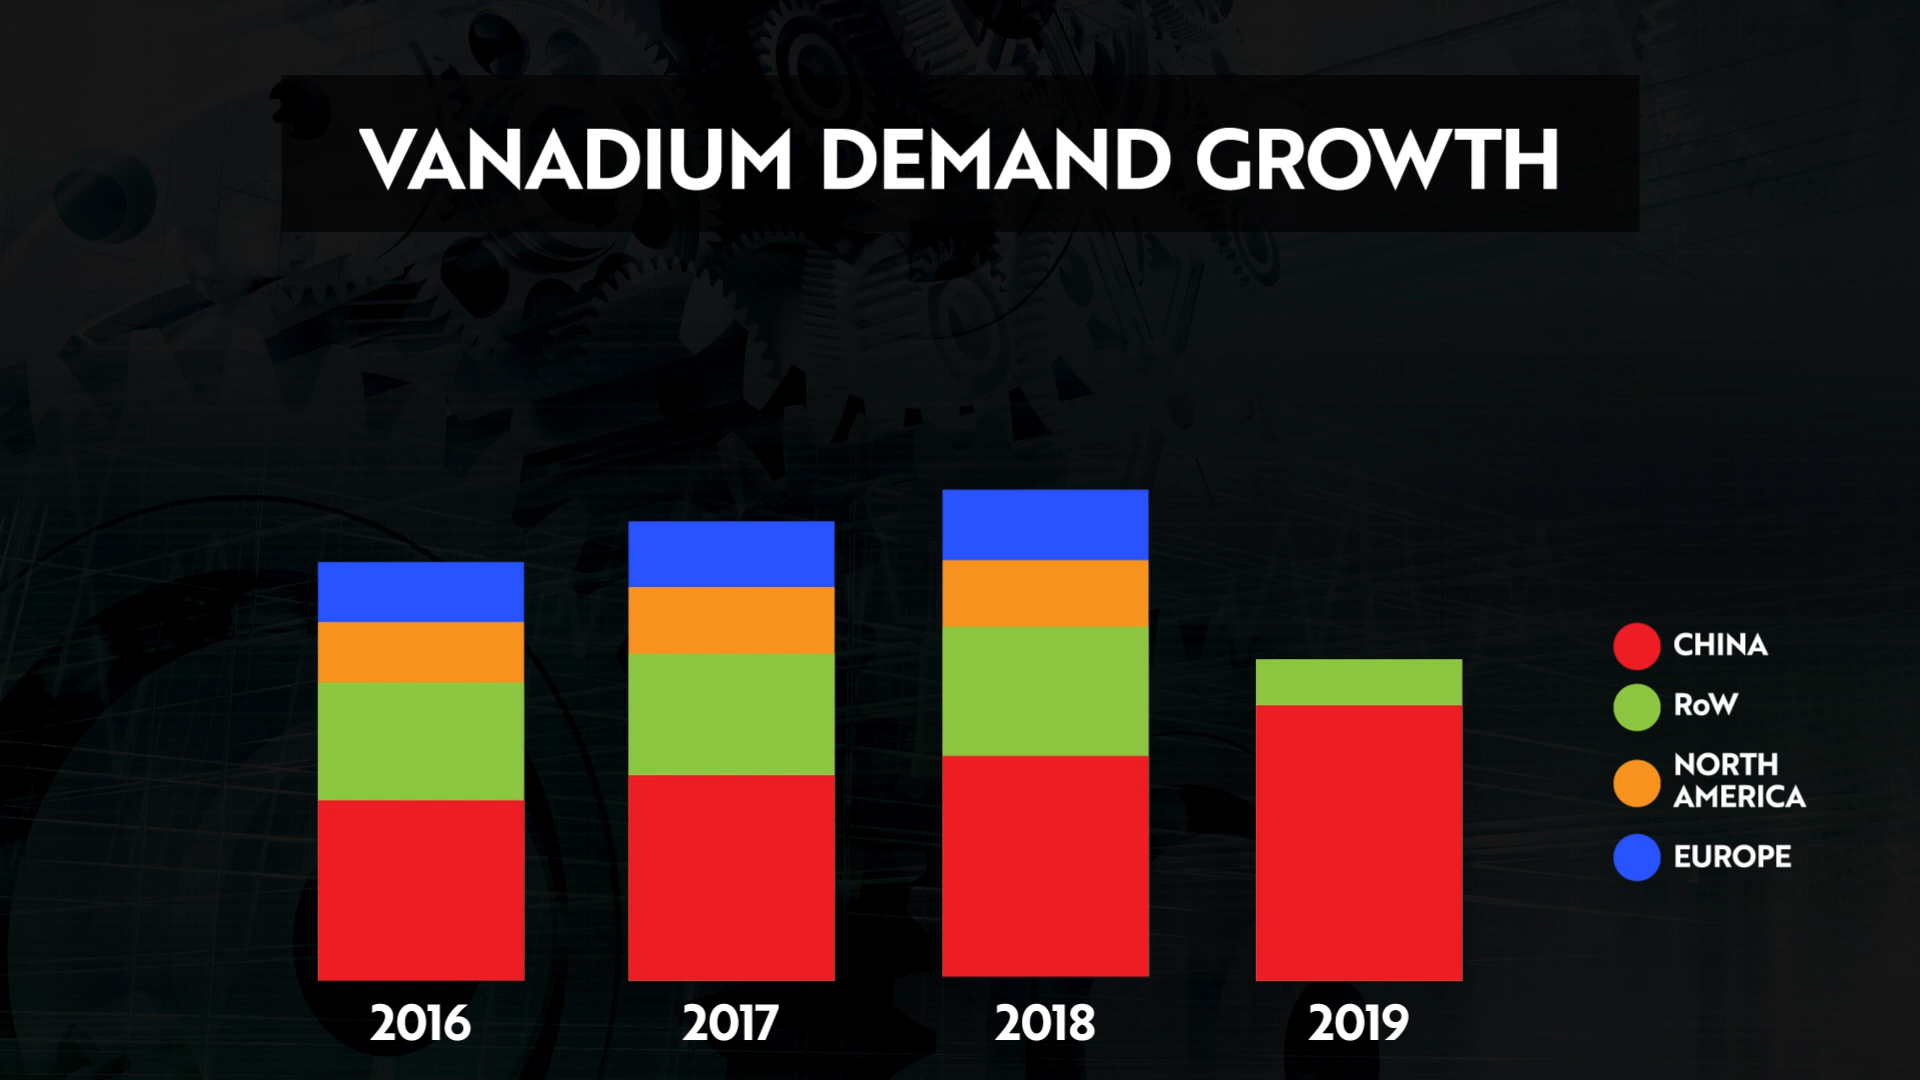 VANADIUM DEMAND GROWTH
CHINA
RoW
NORTH
AMERICA
EUROPE
2016
2017
2018
2019